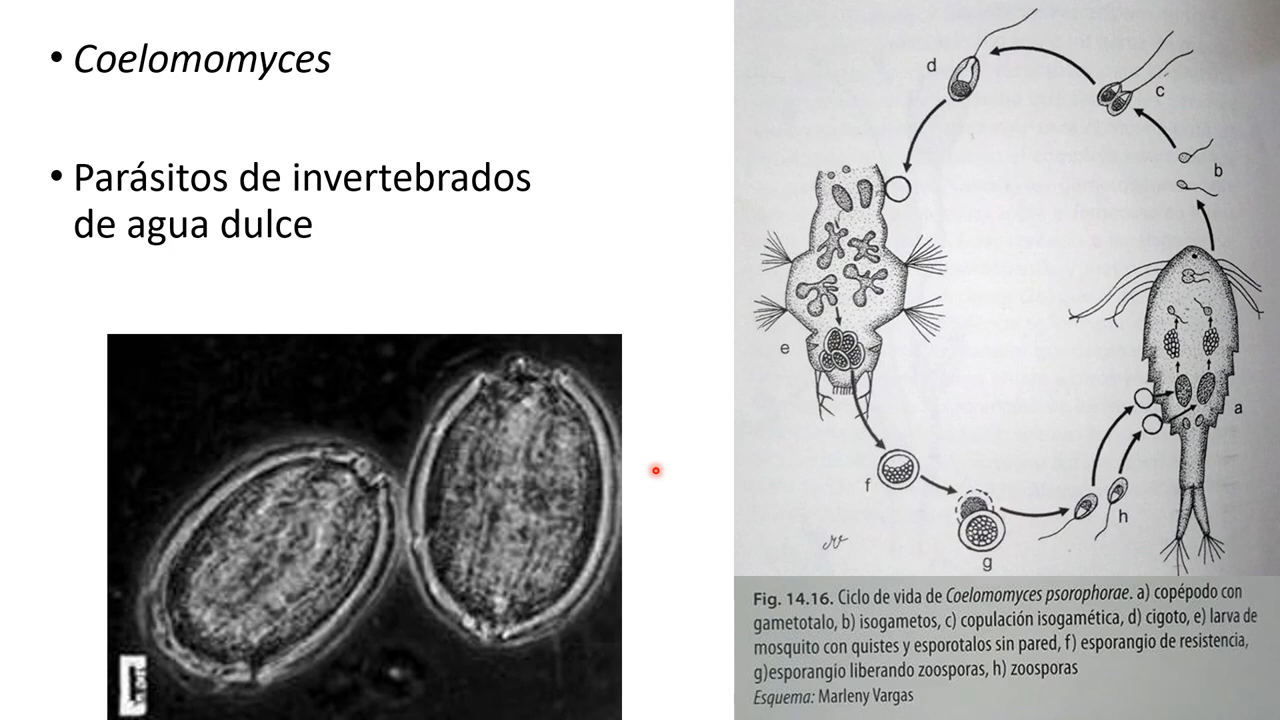 • Coelomomyces
• Parásitos de invertebrados
de agua dulce
d
c
b
e
a
f
h
g
Fig. 14.16. Ciclo de vida de Coelomomyces psorophorae. a) copépodo con
gametotalo, b) isogametos, c) copulación isogamética, d) cigoto, e) larva de
mosquito con quistes y esporotalos sin pared, f) esporangio de resistencia,
g)esporangio liberando zoosporas, h) zoosporas
Esquema: Marleny Vargas